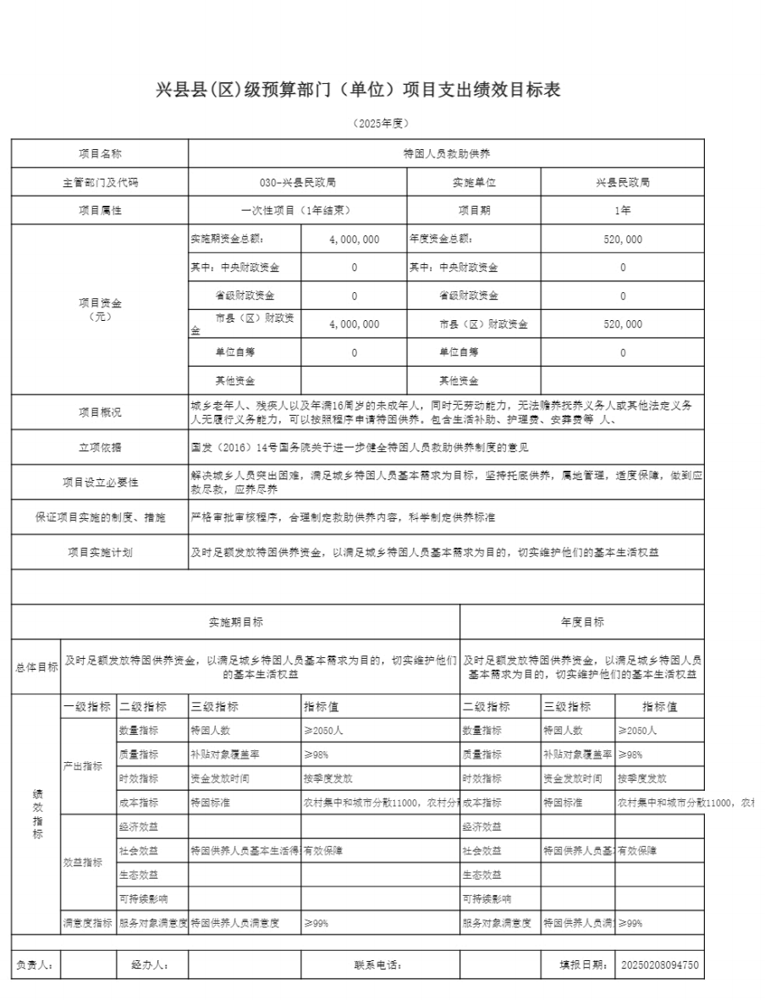 兴县县(区)级预算部门（单位）项目支出绩效目标表
（2025年度）
项目名称 特困人员救助供养
主管部门及代码 030-兴县民政局 实施单位 兴县民政局
项目属性 一次性项目（1年结束） 项目期 1年
项目资金
（元）
实施期资金总额： 4,000,000 年度资金总额： 520,000
其中：中央财政资金 0 其中：中央财政资金 0
省级财政资金 0 省级财政资金 0
市县（区）财政资
金 4,000,000 市县（区）财政资金 520,000
单位自筹 0 单位自筹 0
其他资金 其他资金
项目概况
城乡老年人、残疾人以及年满16周岁的未成年人，同时无劳动能力，无法赡养抚养义务人或其他法定义务
人无履行义务能力，可以按照程序申请特困供养。包含生活补助、护理费、安葬费等 人、
立项依据 国发（2016）14号国务院关于进一步健全特困人员救助供养制度的意见
项目设立必要性
解决城乡人员突出困难，满足城乡特困人员基本需求为目标，坚持托底供养，属地管理，适度保障，做到应
救尽救，应养尽养
保证项目实施的制度、措施 严格审批审核程序，合理制定救助供养内容，科学制定供养标准
项目实施计划 及时足额发放特困供养资金，以满足城乡特困人员基本需求为目的，切实维护他们的基本生活权益
实施期目标 年度目标
总体目标
及时足额发放特困供养资金，以满足城乡特困人员基本需求为目的，切实维护他们
的基本生活权益
及时足额发放特困供养资金，以满足城乡特困人员
基本需求为目的，切实维护他们的基本生活权益
绩效指标
一级指标 二级指标 三级指标 指标值 二级指标 三级指标 指标值
产出指标
数量指标 特困人数 ≥2050人 数量指标 特困人数 ≥2050人
质量指标 补贴对象覆盖率 ≥98% 质量指标 补贴对象覆盖率 ≥98%
时效指标 资金发放时间 按季度发放 时效指标 资金发放时间 按季度发放
成本指标 特困标准 农村集中和城市分散11000，农村分 成本指标 特困标准 农村集中和城市分散11000，农
效益指标
经济效益 经济效益
社会效益 特困供养人员基本生活得 有效保障 社会效益 特困供养人员基 有效保障
生态效益 生态效益
可持续影响 可持续影响
满意度指标 服务对象满意度 特困供养人员满意度 ≥99% 服务对象满意度 特困供养人员满 ≥99%
负责人： 经办人： 联系电话： 填报日期： 20250208094750